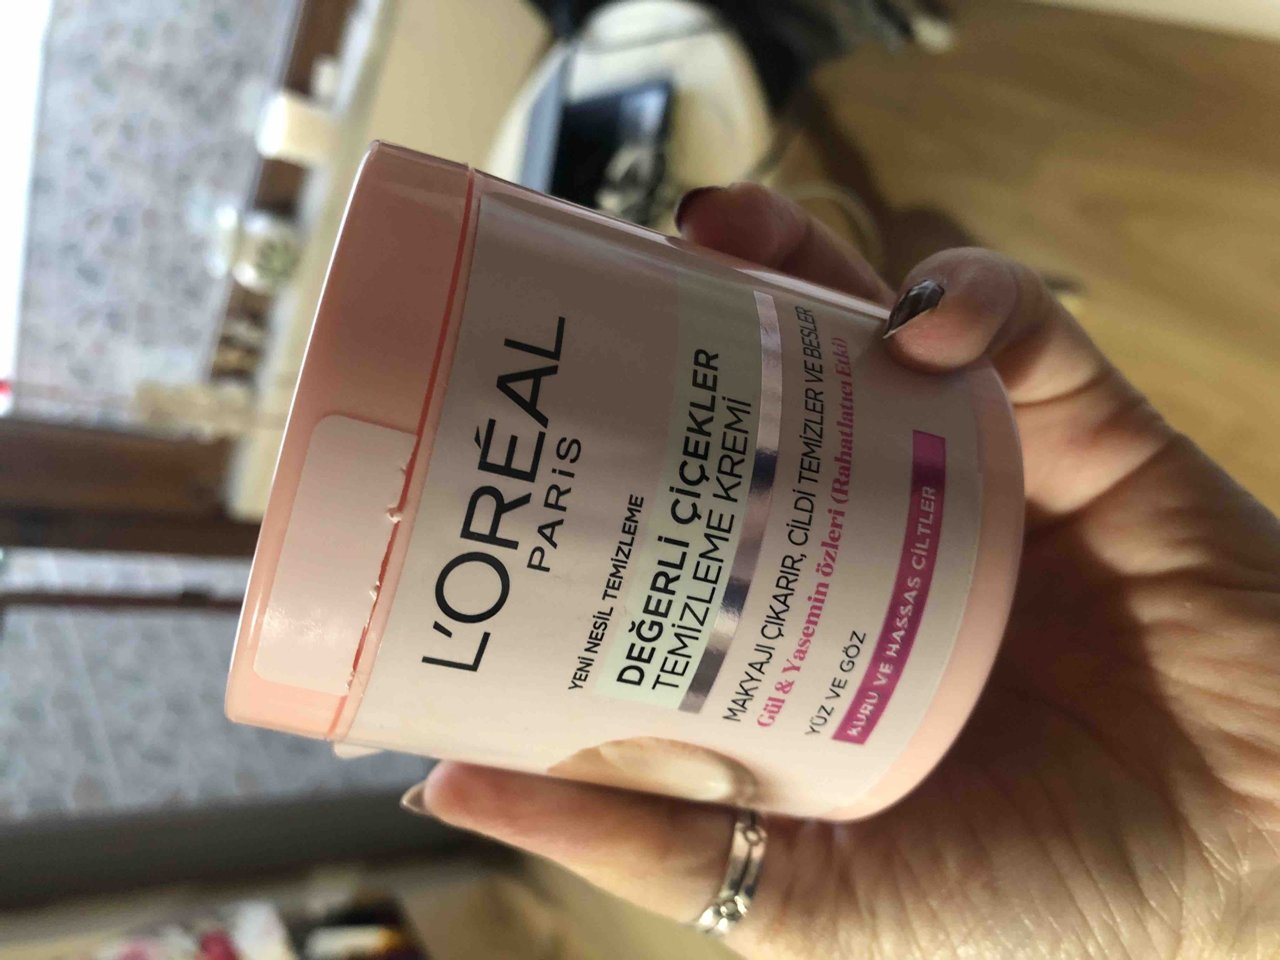 L'ORÉAL
PARİS
YENİ NESİL TEMİZLEME
DEĞERLİ ÇİÇEKLER
TEMİZLEME KREMİ
MAKYAJI ÇIKARIR, CİLDİ TEMİZLER VE BESLER
Gül & Yasemin özleri (Rahatlatıcı Etki)
YÜZ VE GÖZ
KURU VE HASSAS CİLTLER